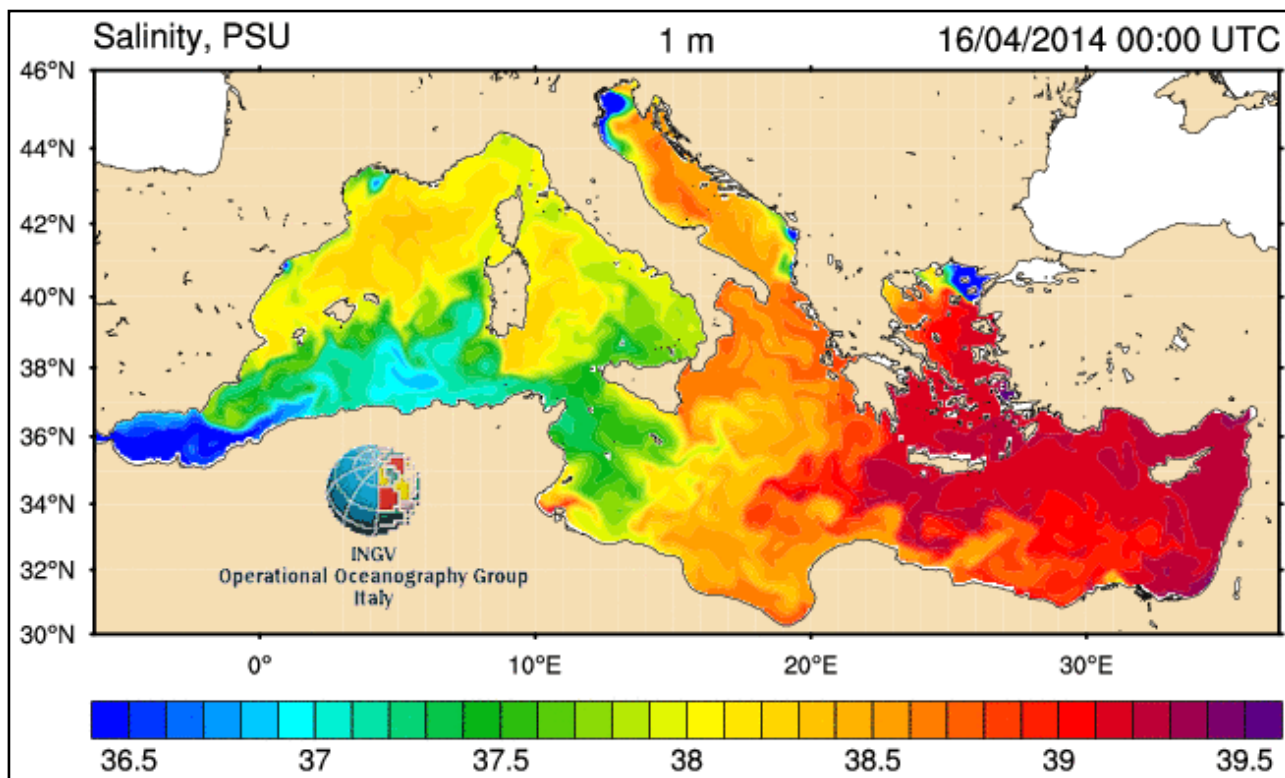 Salinity, PSU 1 m 16/04/2014 00:00 UTC
46°N
44°N
42°N
40°N
38°N
36°N
34°N
32°N
30°N
INGV
Operational Oceanography Group
Italy
0° 10°E 20°E 30°E
36.5 37 37.5 38 38.5 39 39.5